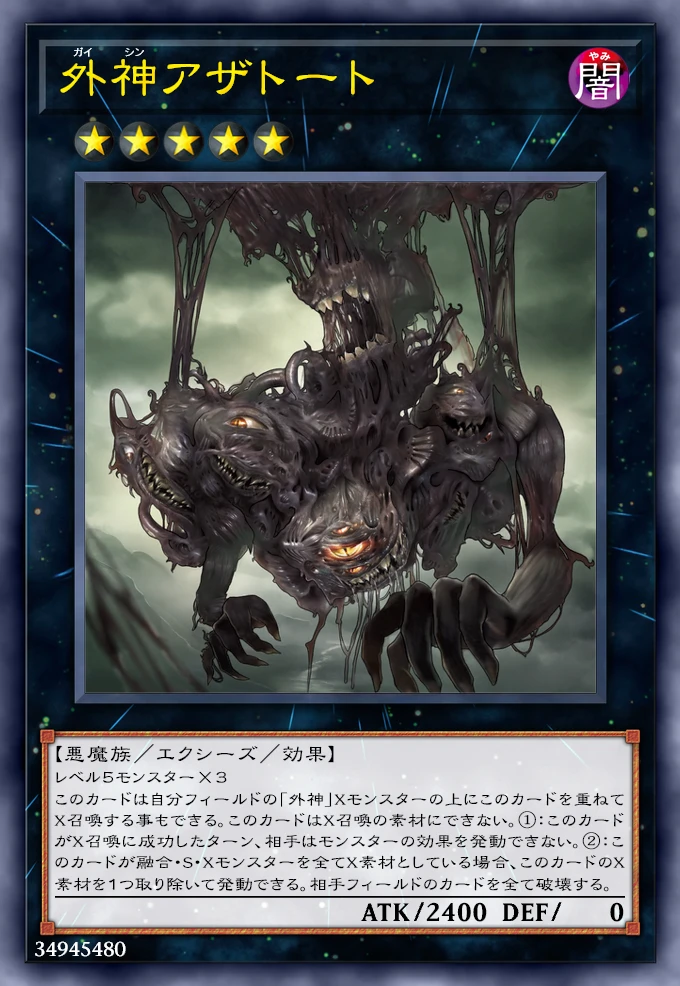 ガイ シン
外神アザトート
やみ
闇
【悪魔族／エクシーズ／効果】
レベル５モンスター×３
このカードは自分フィールドの「外神」Xモンスターの上にこのカードを重ねて
X召喚する事もできる。このカードはX召喚の素材にできない。①：このカード
がX召喚に成功したターン、相手はモンスターの効果を発動できない。②：こ
のカードが融合・S・Xモンスターを全てX素材としている場合、このカードのX
素材を1つ取り除いて発動できる。相手フィールドのカードを全て破壊する。
ATK/2400 DEF/ 0
34945480